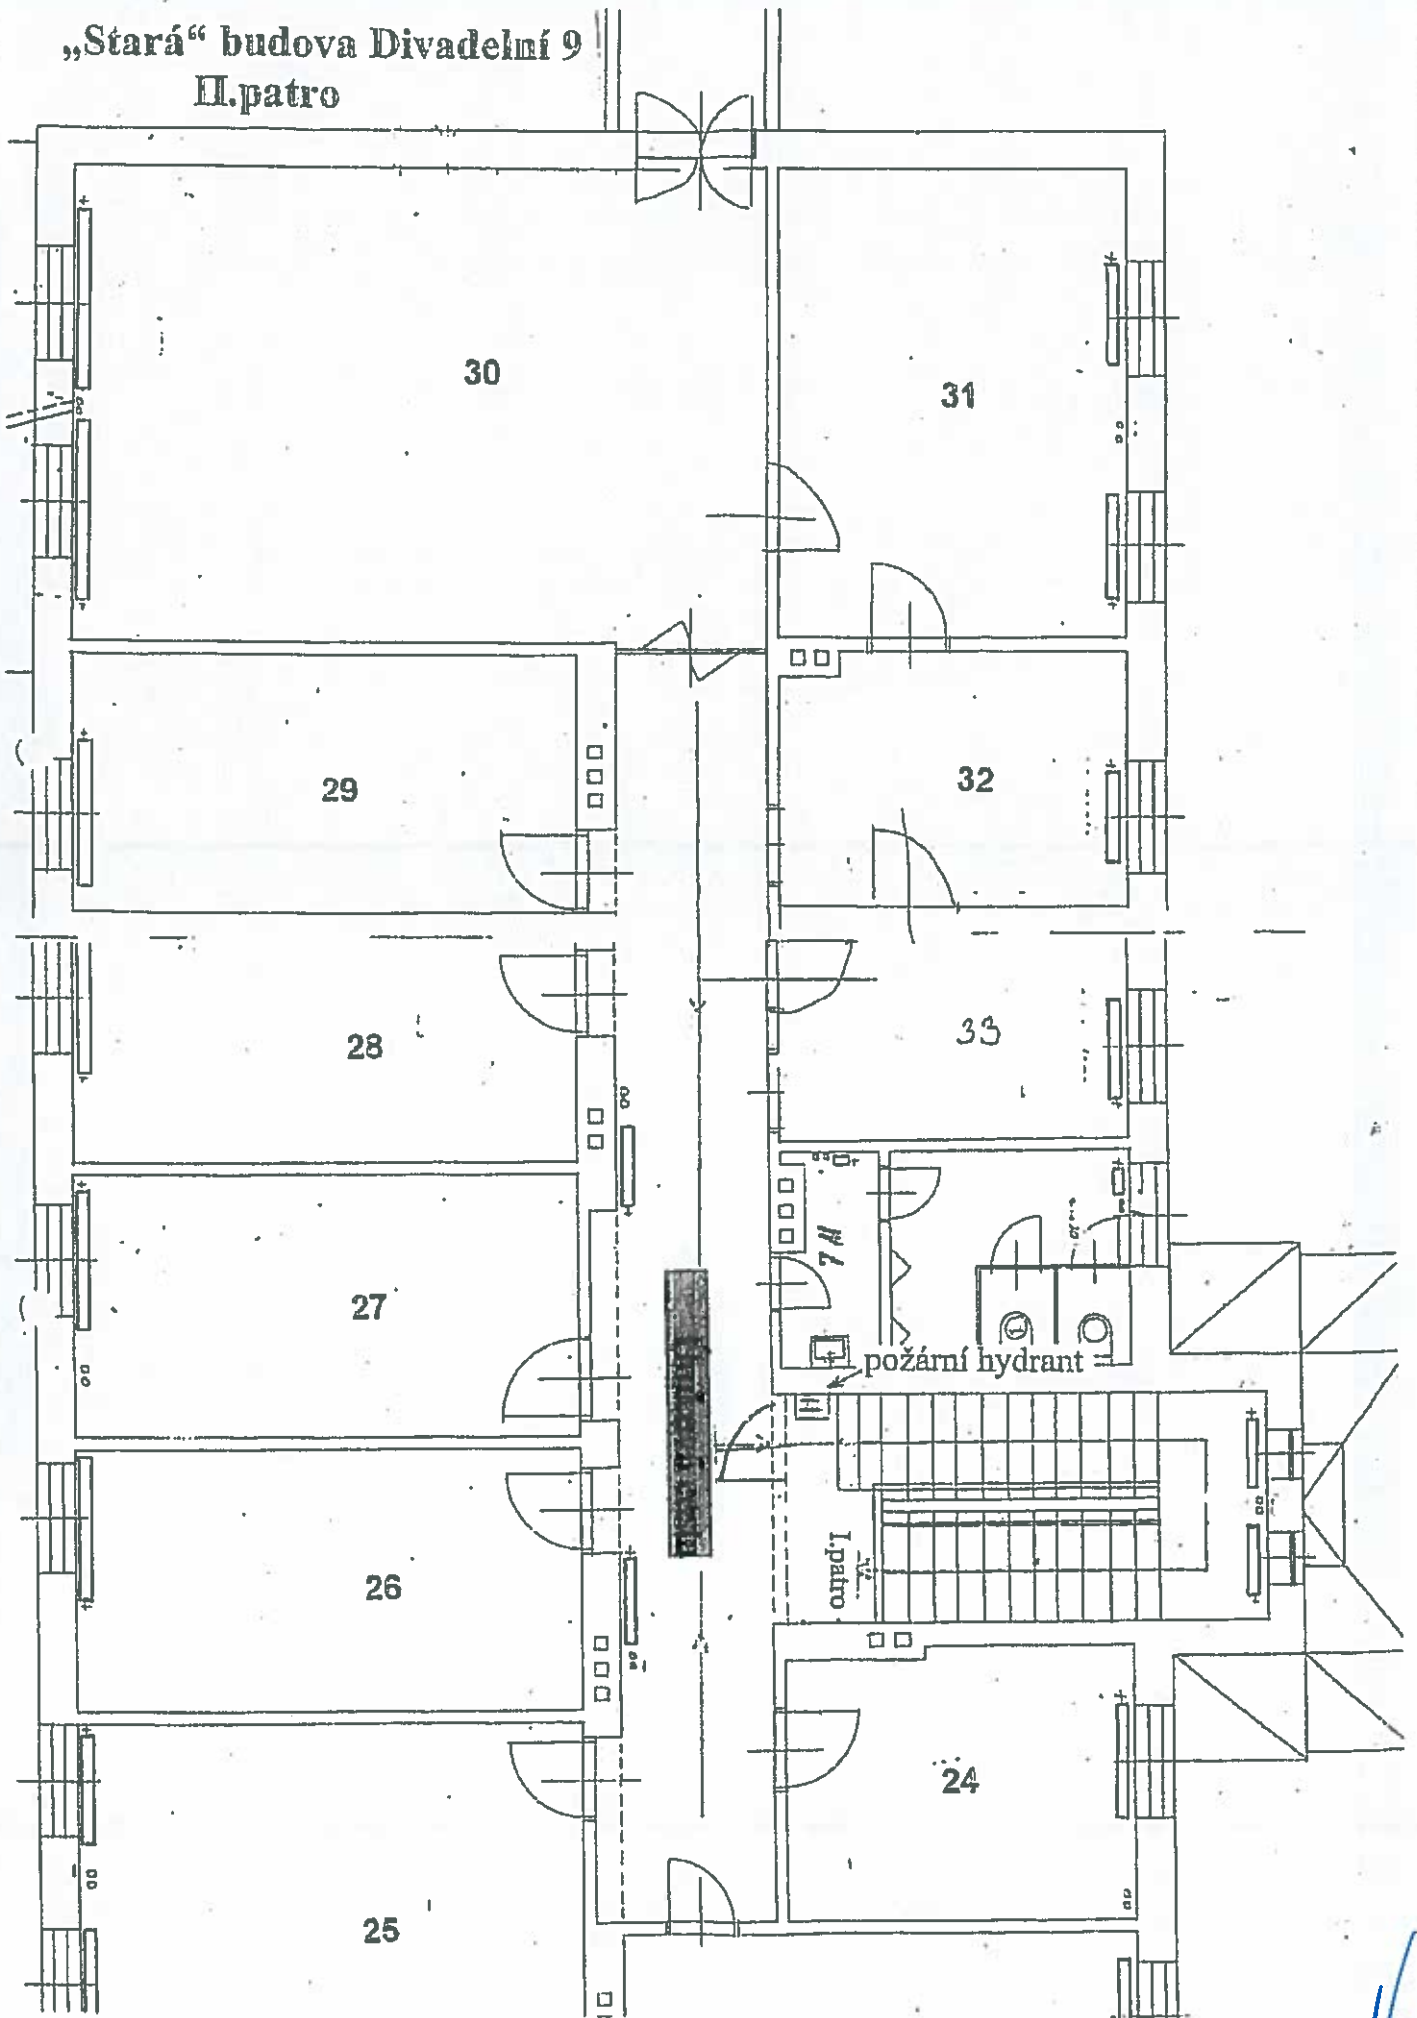 „Stará“ budova Divadelní 9
II.patro
30
31
29
32
28
33
27
požární hydrant
26
I.patro
24
25